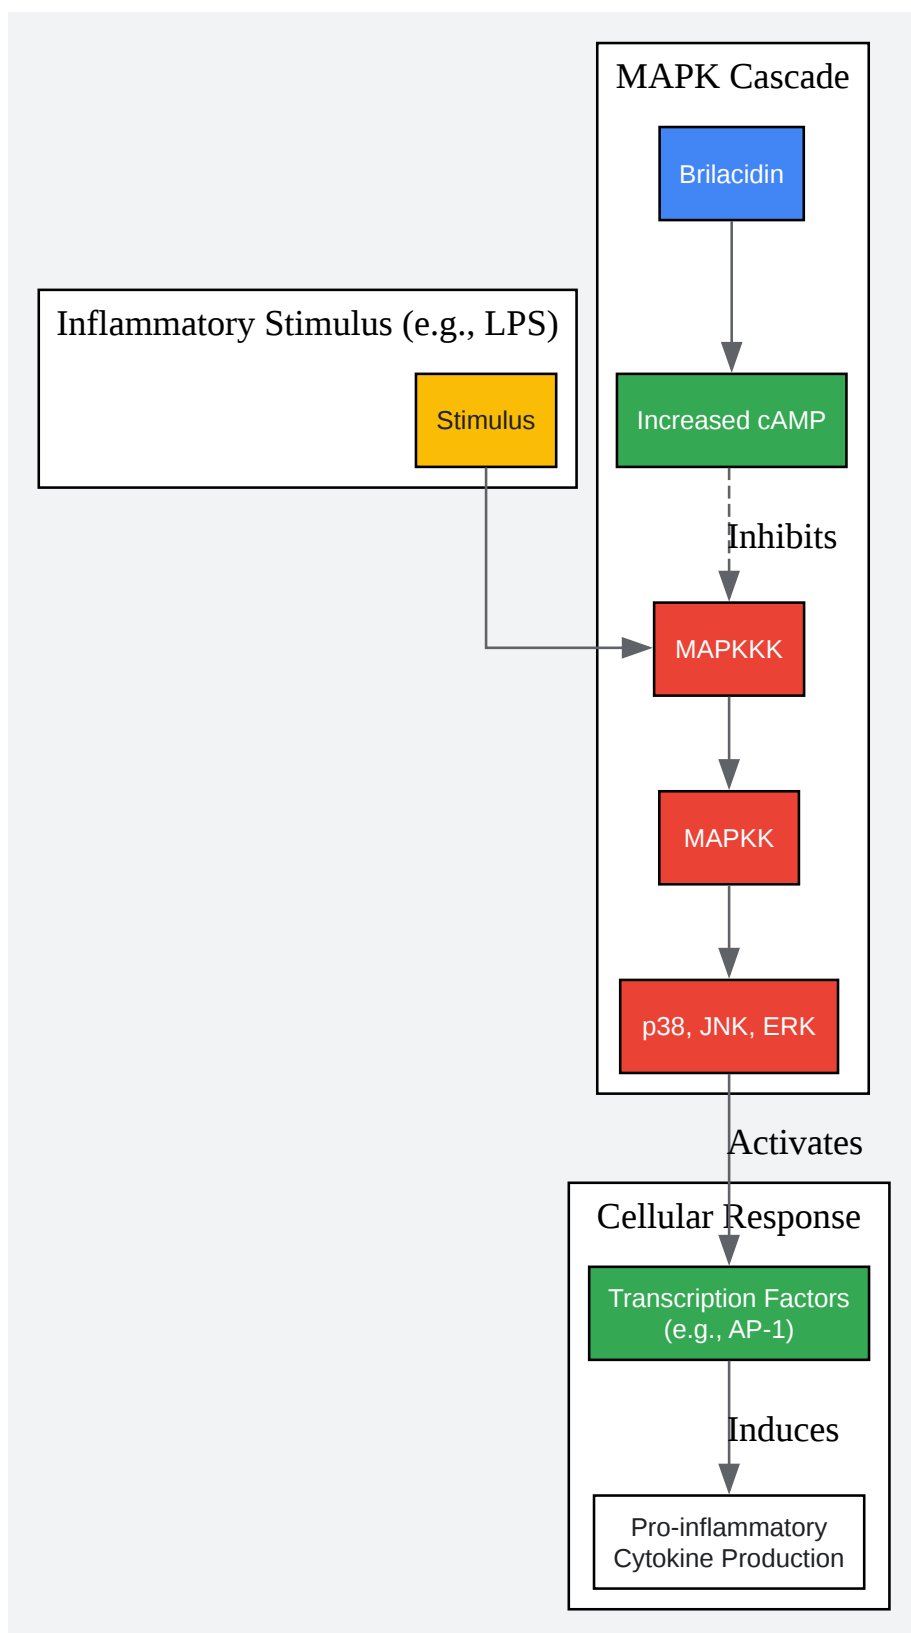 MAPK Cascade
Brilacidin
Inflammatory Stimulus (e.g., LPS)
Stimulus
Increased cAMP
Inhibits
MAPKKK
MAPKK
p38, JNK, ERK
Activates
Cellular Response
Transcription Factors
(e.g., AP-1)
Induces
Pro-inflammatory
Cytokine Production